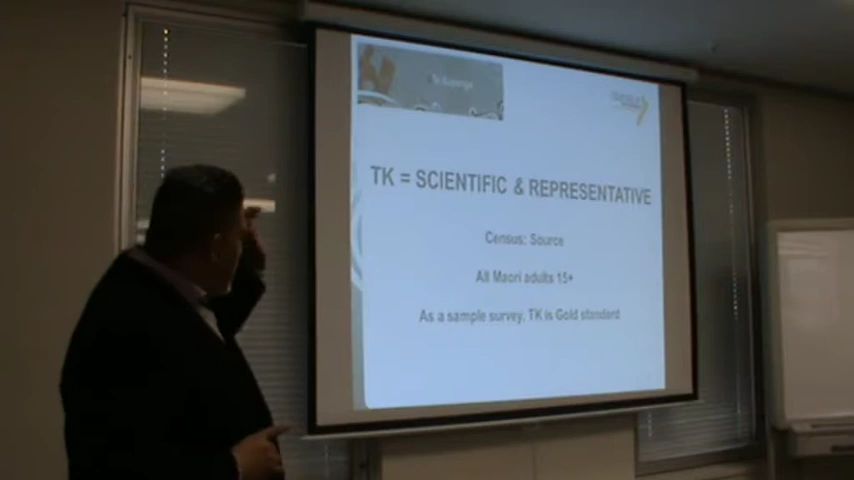 TK = SCIENTIFIC & REPRESENTATIVE
Census: Source
All Maori adults 15+
As a sample survey, TK is Gold standard